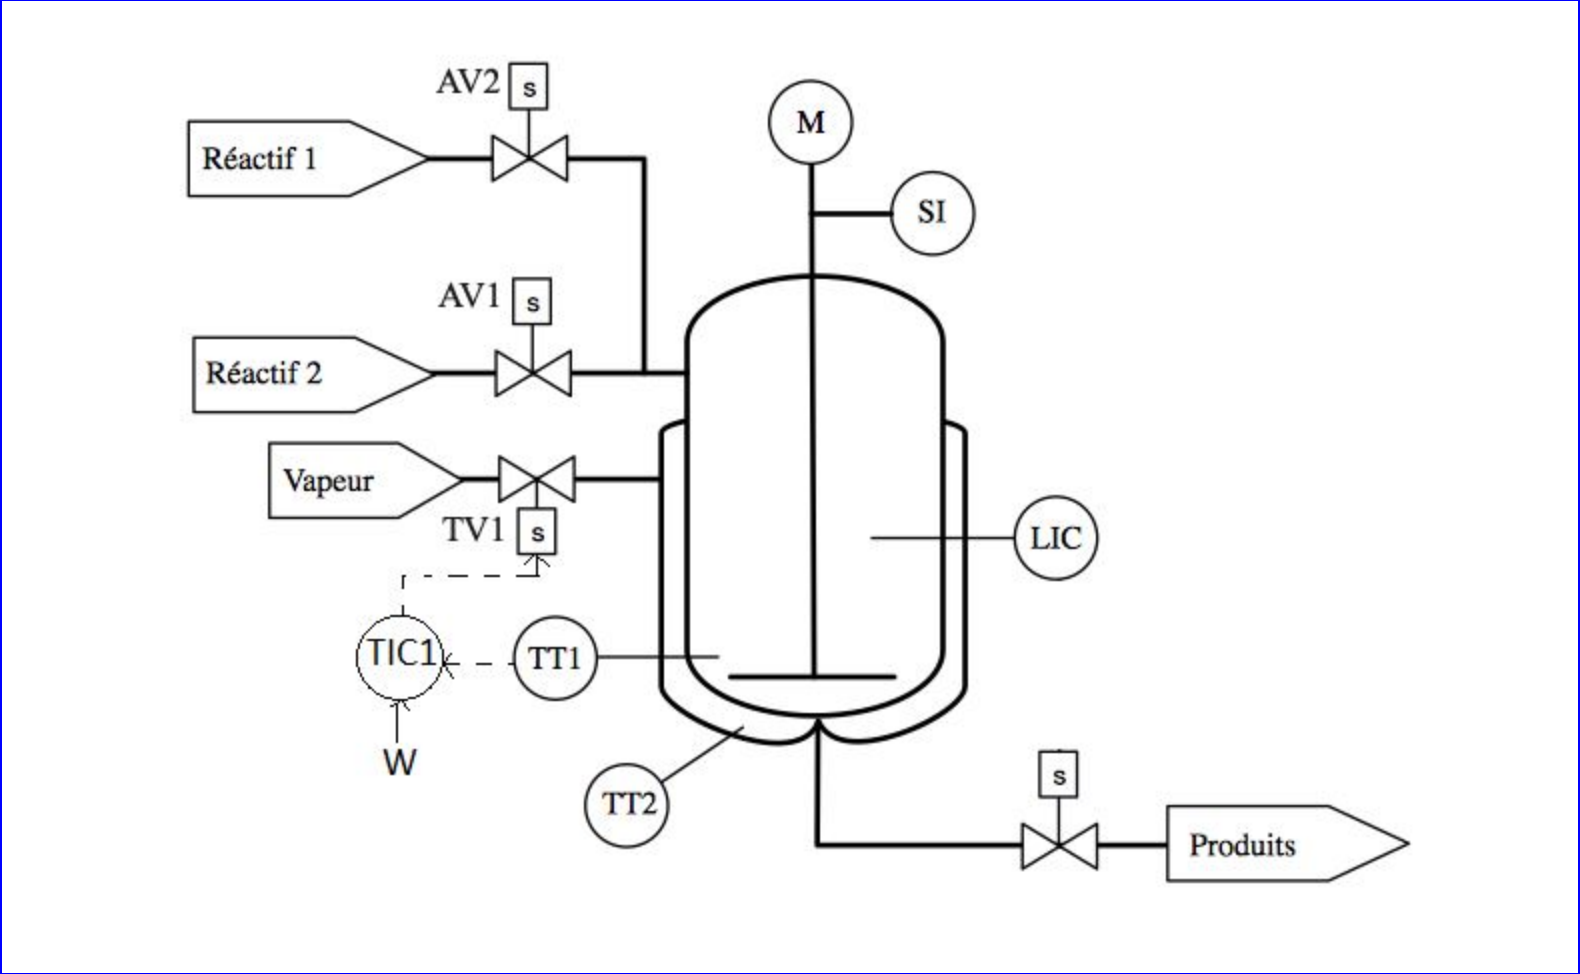 AV2
s
M
Réactif 1
SI
AV1
s
Réactif 2
Vapeur
TV1
s
LIC
TIC1
TT1
W
TT2
s
Produits